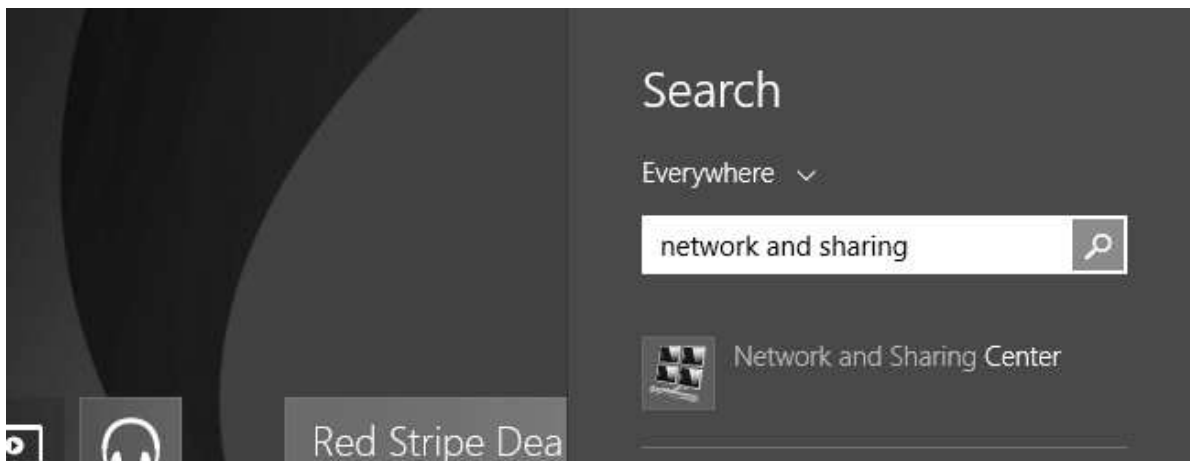 Search
Everywhere
network and sharing
Network and Sharing Center
Red Stripe Dea